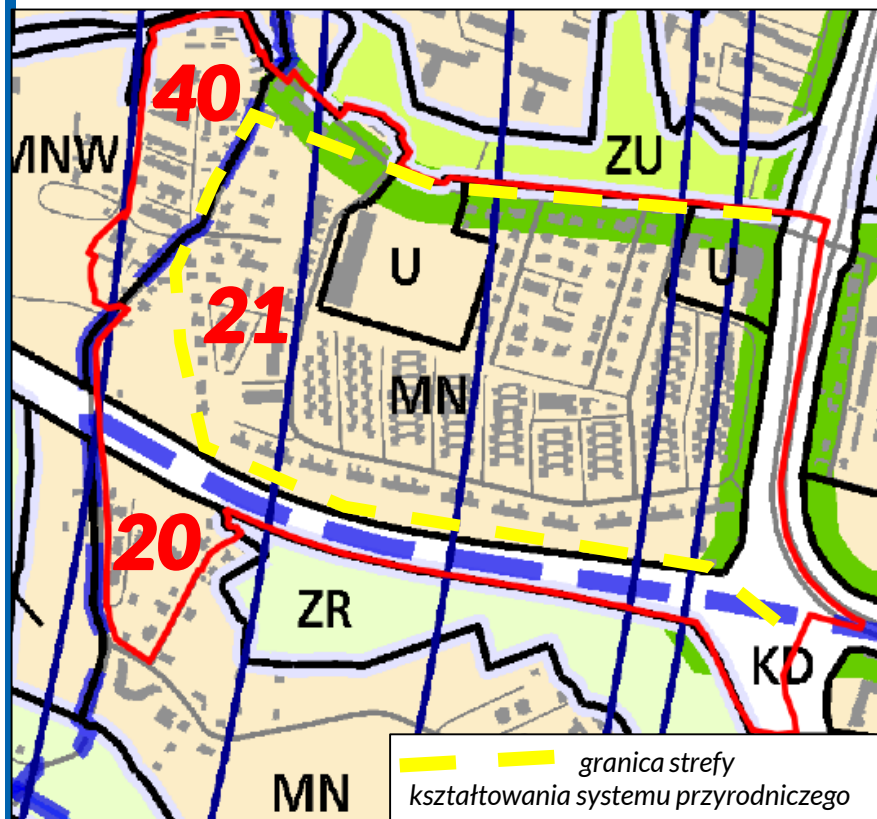 40
MNW
ZU
U
U
21
MN
20
ZR
KD
MN
granica strefy
kształtowania systemu przyrodniczego